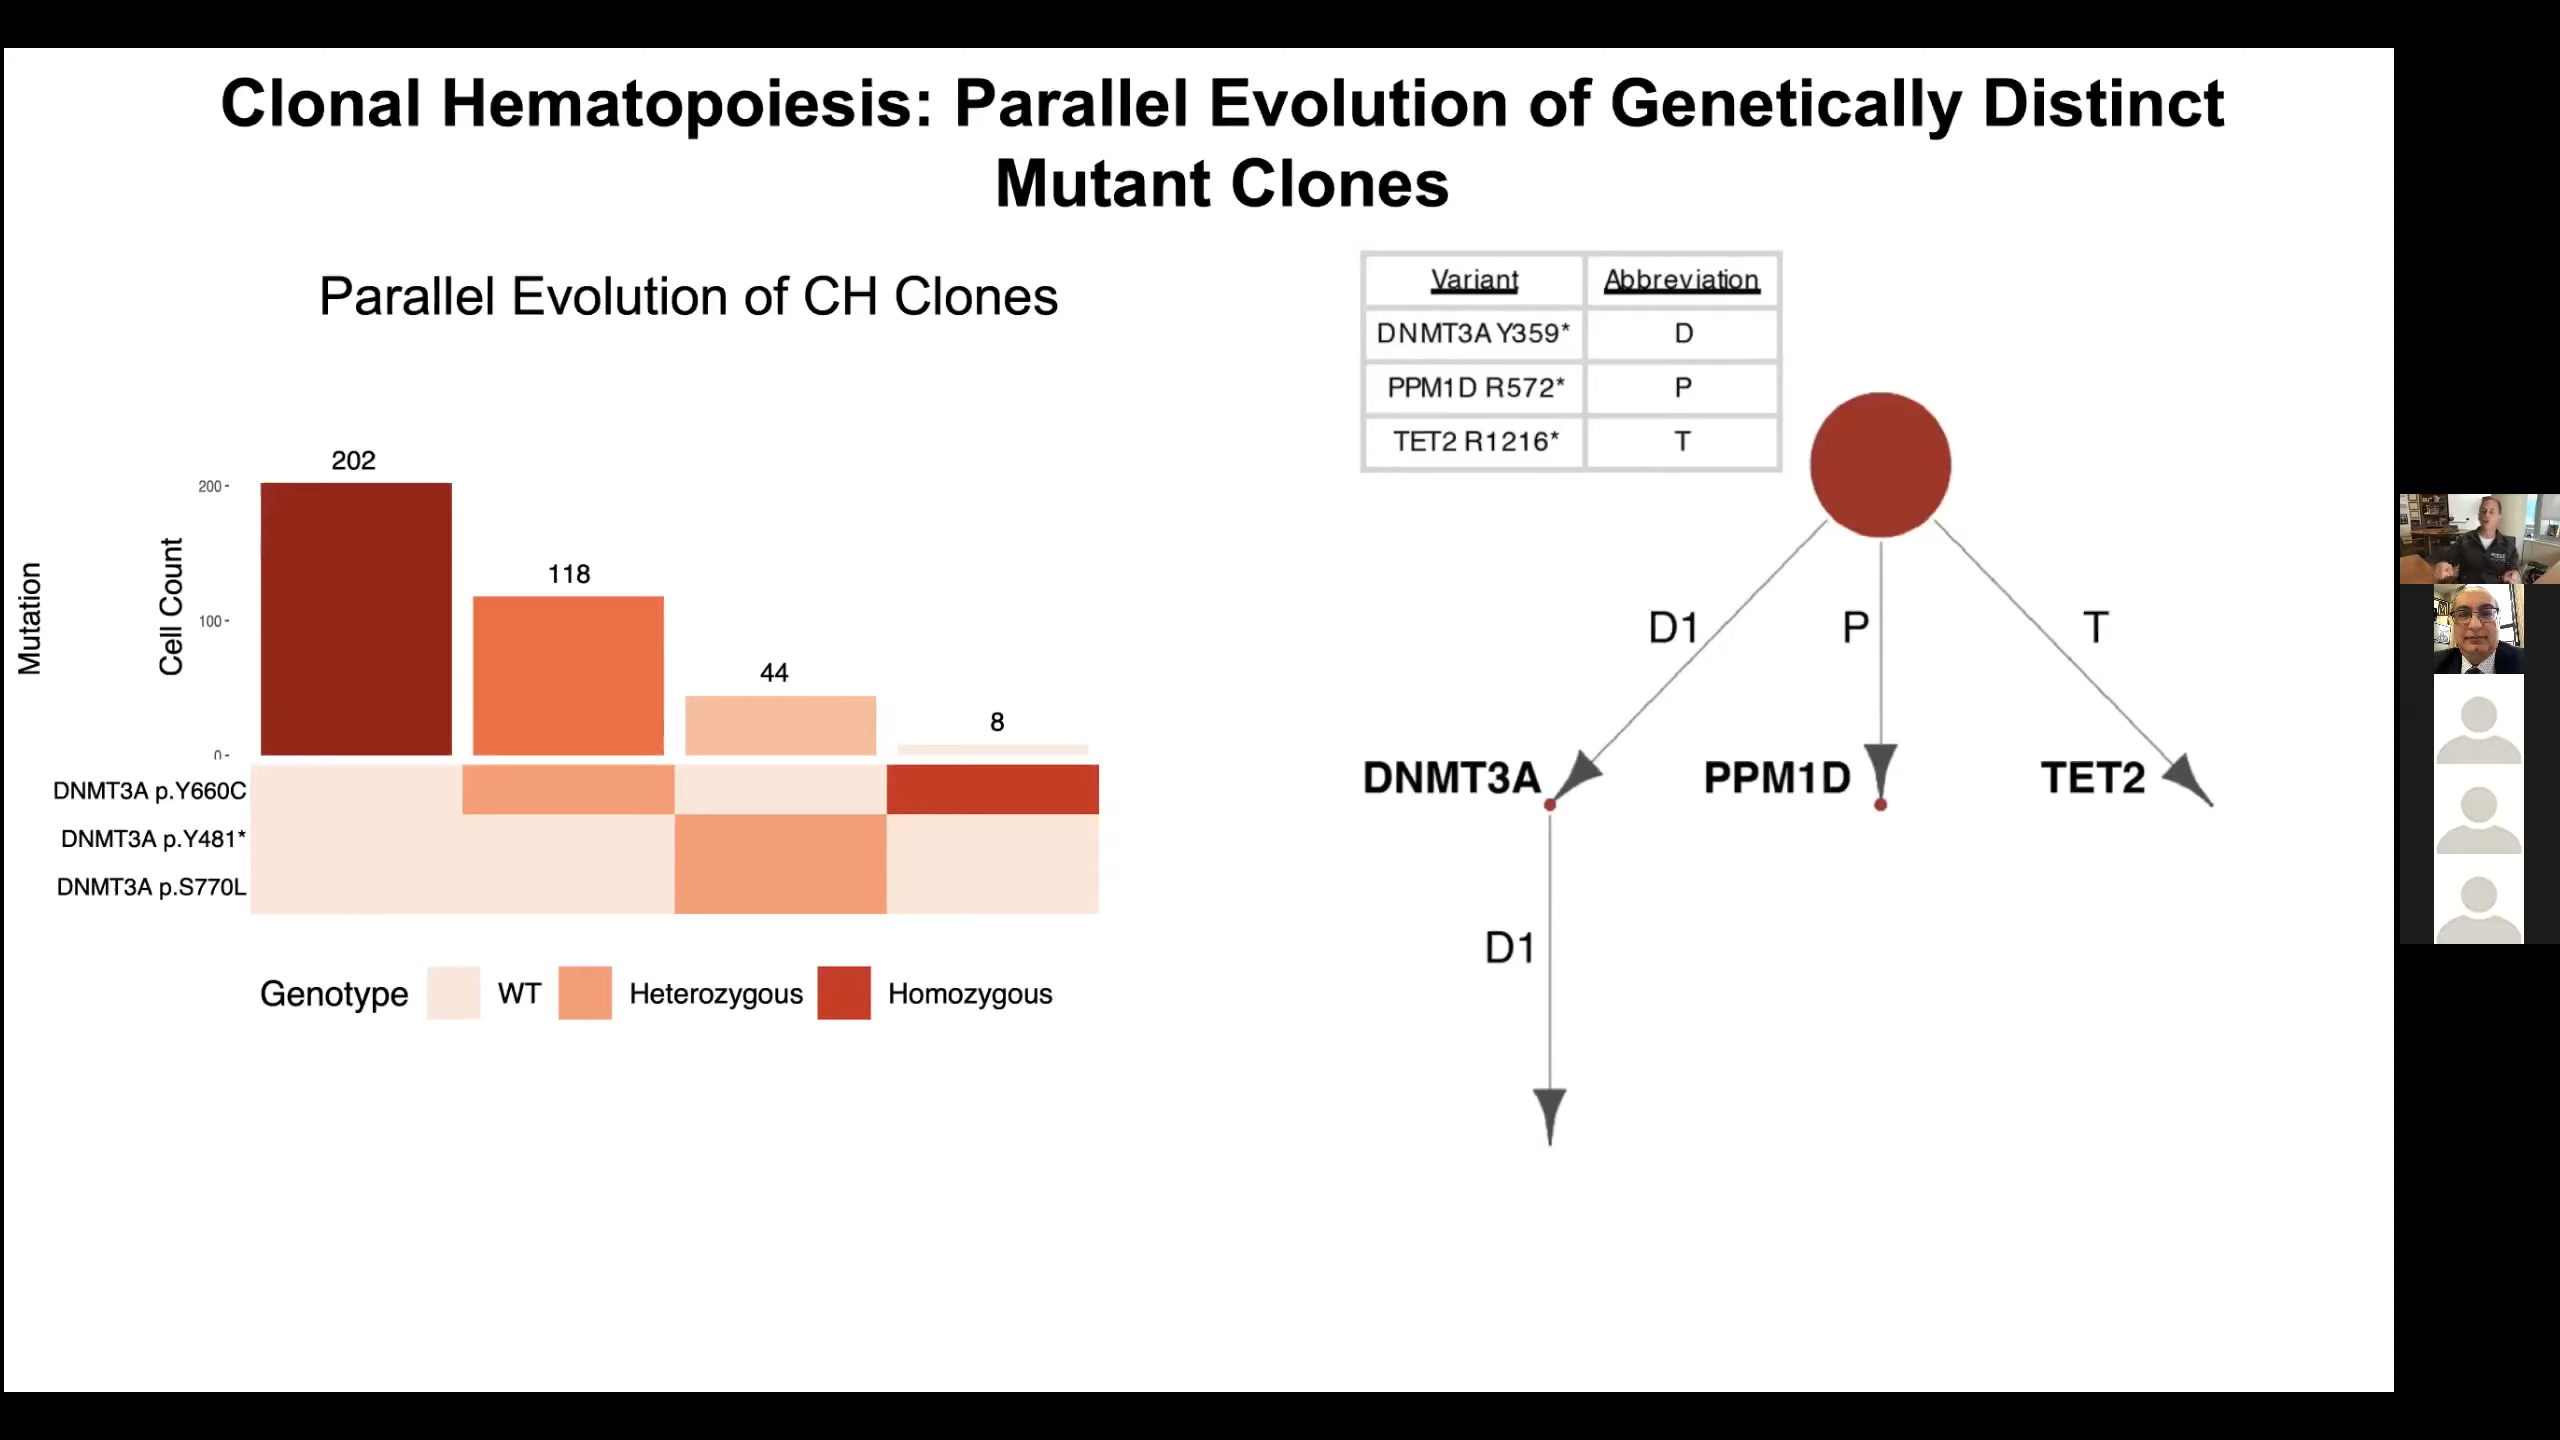 Clonal Hematopoiesis: Parallel Evolution of Genetically Distinct
Mutant Clones
Parallel Evolution of CH Clones
Mutation
Cell Count
200
100
0
202
118
44
8
DNMT3A p.Y660C
DNMT3A p.Y481*
DNMT3A p.S770L
Genotype WT Heterozygous Homozygous
Variant Abbreviation
DNMT3A Y359* D
PPM1D R572* P
TET2 R1216* T
D1 P T
DNMT3A PPM1D TET2
D1